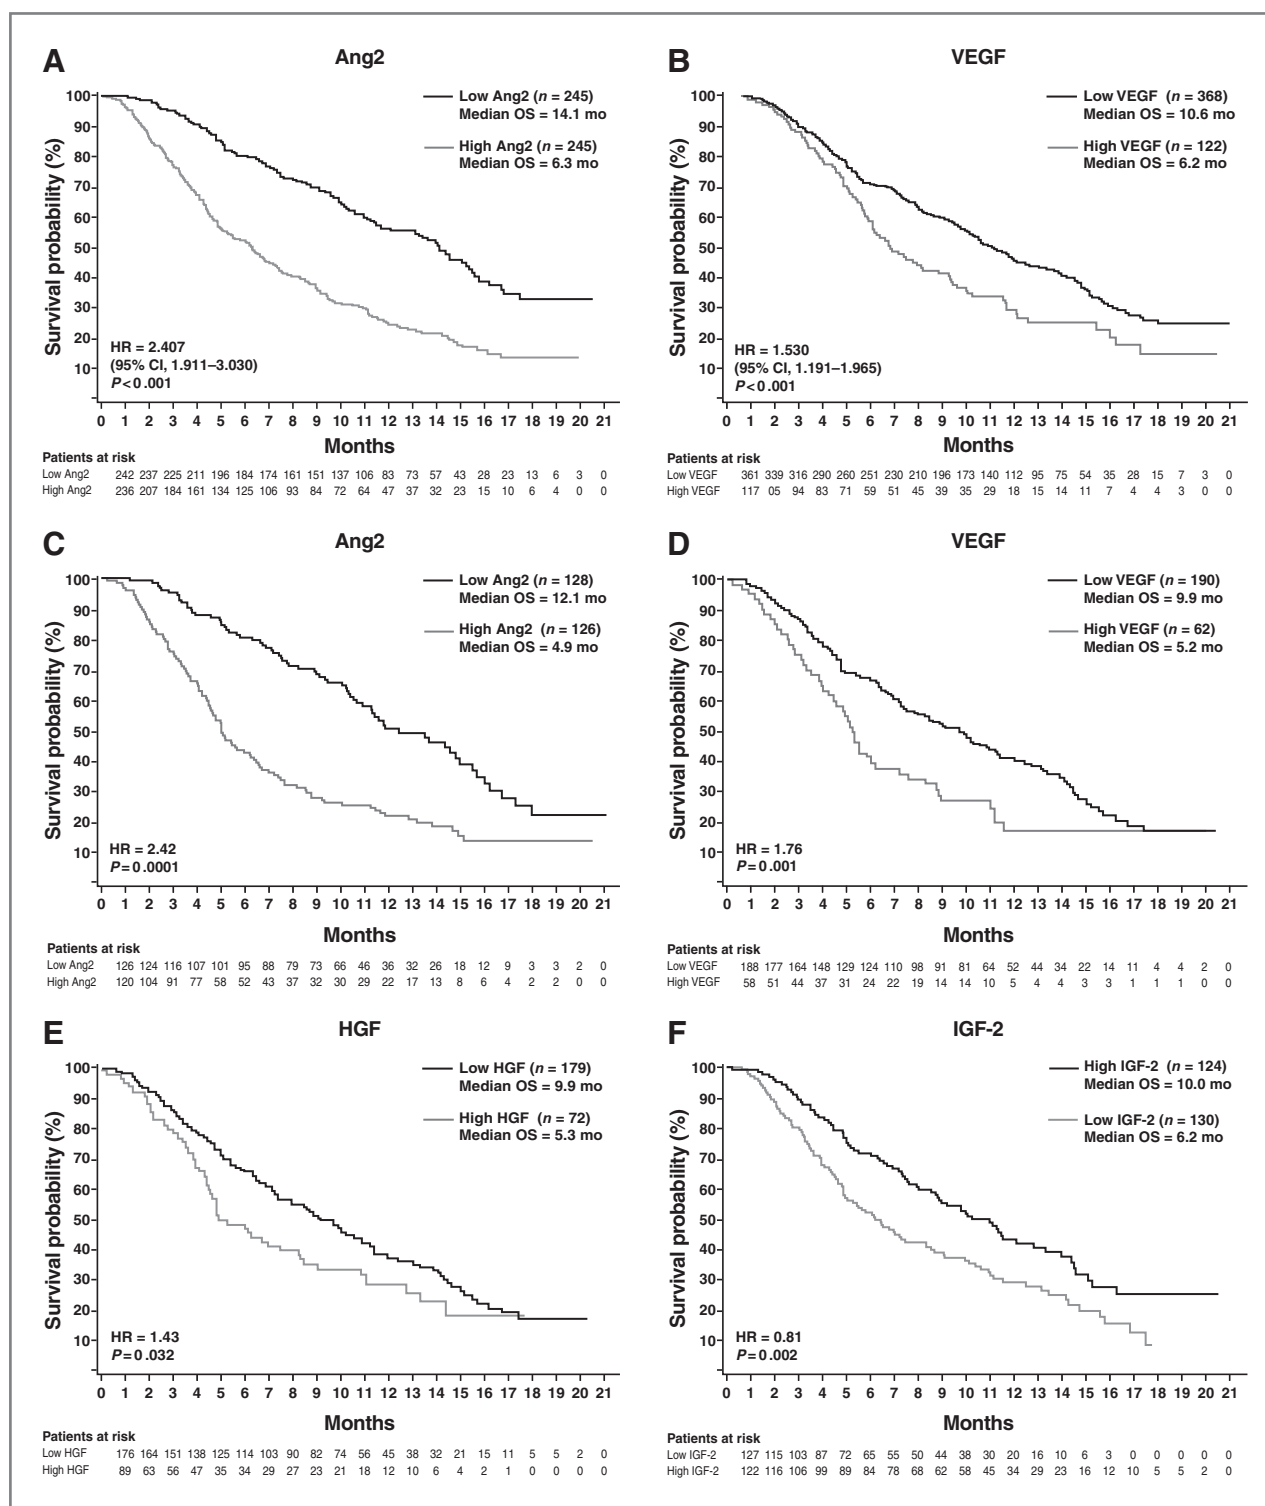 A
Ang2
Low Ang2 (n = 245)
Median OS = 14.1 mo
High Ang2 (n = 245)
Median OS = 6.3 mo
Survival probability (%)
100
90
80
70
60
50
40
30
20
10
HR = 2.407
(95% CI, 1.911–3.030)
P < 0.001
0 1 2 3 4 5 6 7 8 9 10 11 12 13 14 15 16 17 18 19 20 21
Months
Patients at risk
Low Ang2 242 237 225 211 196 184 174 161 151 137 106 83 73 57 43 28 23 13 6 3 0
High Ang2 236 207 184 161 134 125 106 93 84 72 64 47 37 32 23 15 10 6 4 0 0
B
VEGF
Low VEGF (n = 368)
Median OS = 10.6 mo
High VEGF (n = 122)
Median OS = 6.2 mo
Survival probability (%)
100
90
80
70
60
50
40
30
20
10
HR = 1.530
(95% CI, 1.191–1.965)
P < 0.001
0 1 2 3 4 5 6 7 8 9 10 11 12 13 14 15 16 17 18 19 20 21
Months
Patients at risk
Low VEGF 361 339 316 290 260 251 230 210 196 173 140 112 95 75 54 35 28 15 7 3 0
High VEGF 117 05 94 83 71 59 51 45 39 35 29 18 15 14 11 7 4 4 3 0 0
C
Ang2
Low Ang2 (n = 128)
Median OS = 12.1 mo
High Ang2 (n = 126)
Median OS = 4.9 mo
Survival probability (%)
100
90
80
70
60
50
40
30
20
10
HR = 2.42
P = 0.0001
0 1 2 3 4 5 6 7 8 9 10 11 12 13 14 15 16 17 18 19 20 21
Months
Patients at risk
Low Ang2 126 124 116 107 101 95 88 79 73 66 46 36 32 26 18 12 9 3 3 2 0
High Ang2 120 104 91 77 58 52 43 37 32 30 29 22 17 13 8 6 4 2 2 0 0
D
VEGF
Low VEGF (n = 190)
Median OS = 9.9 mo
High VEGF (n = 62)
Median OS = 5.2 mo
Survival probability (%)
100
90
80
70
60
50
40
30
20
10
HR = 1.76
P = 0.001
0 1 2 3 4 5 6 7 8 9 10 11 12 13 14 15 16 17 18 19 20 21
Months
Patients at risk
Low VEGF 188 177 164 148 129 124 110 98 91 81 64 52 44 34 22 14 11 4 4 2 0
High VEGF 58 51 44 37 31 24 22 19 14 14 10 5 4 4 3 3 1 1 1 0 0
E
HGF
Low HGF (n = 179)
Median OS = 9.9 mo
High HGF (n = 72)
Median OS = 5.3 mo
Survival probability (%)
100
90
80
70
60
50
40
30
20
10
HR = 1.43
P = 0.032
0 1 2 3 4 5 6 7 8 9 10 11 12 13 14 15 16 17 18 19 20 21
Months
Patients at risk
Low HGF 176 164 151 138 125 114 103 90 82 74 56 45 38 32 21 15 11 5 5 2 0
High HGF 89 63 56 47 35 34 29 27 23 21 18 12 10 6 4 2 1 0 0 0 0
F
IGF-2
High IGF-2 (n = 124)
Median OS = 10.0 mo
Low IGF-2 (n = 130)
Median OS = 6.2 mo
Survival probability (%)
100
90
80
70
60
50
40
30
20
10
HR = 0.81
P = 0.002
0 1 2 3 4 5 6 7 8 9 10 11 12 13 14 15 16 17 18 19 20 21
Months
Patients at risk
Low IGF-2 127 115 103 87 72 65 55 50 44 38 30 20 16 10 6 3 0 0 0 0 0
High IGF-2 122 116 106 99 89 84 78 68 62 58 45 34 29 23 16 12 10 5 5 2 0